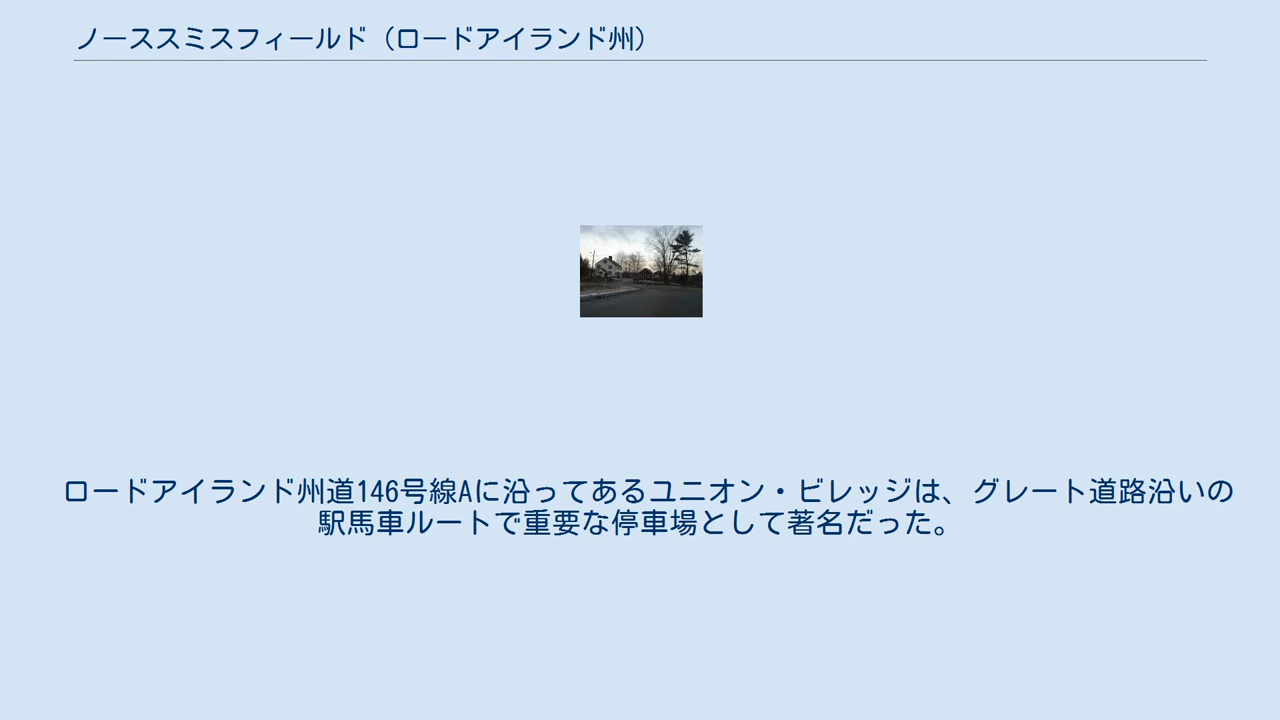 ノーススミスフィールド（ロードアイランド州）
ロードアイランド州道146号線Aに沿ってあるユニオン・ビレッジは、グレート道路沿いの
駅馬車ルートで重要な停車場として著名だった。